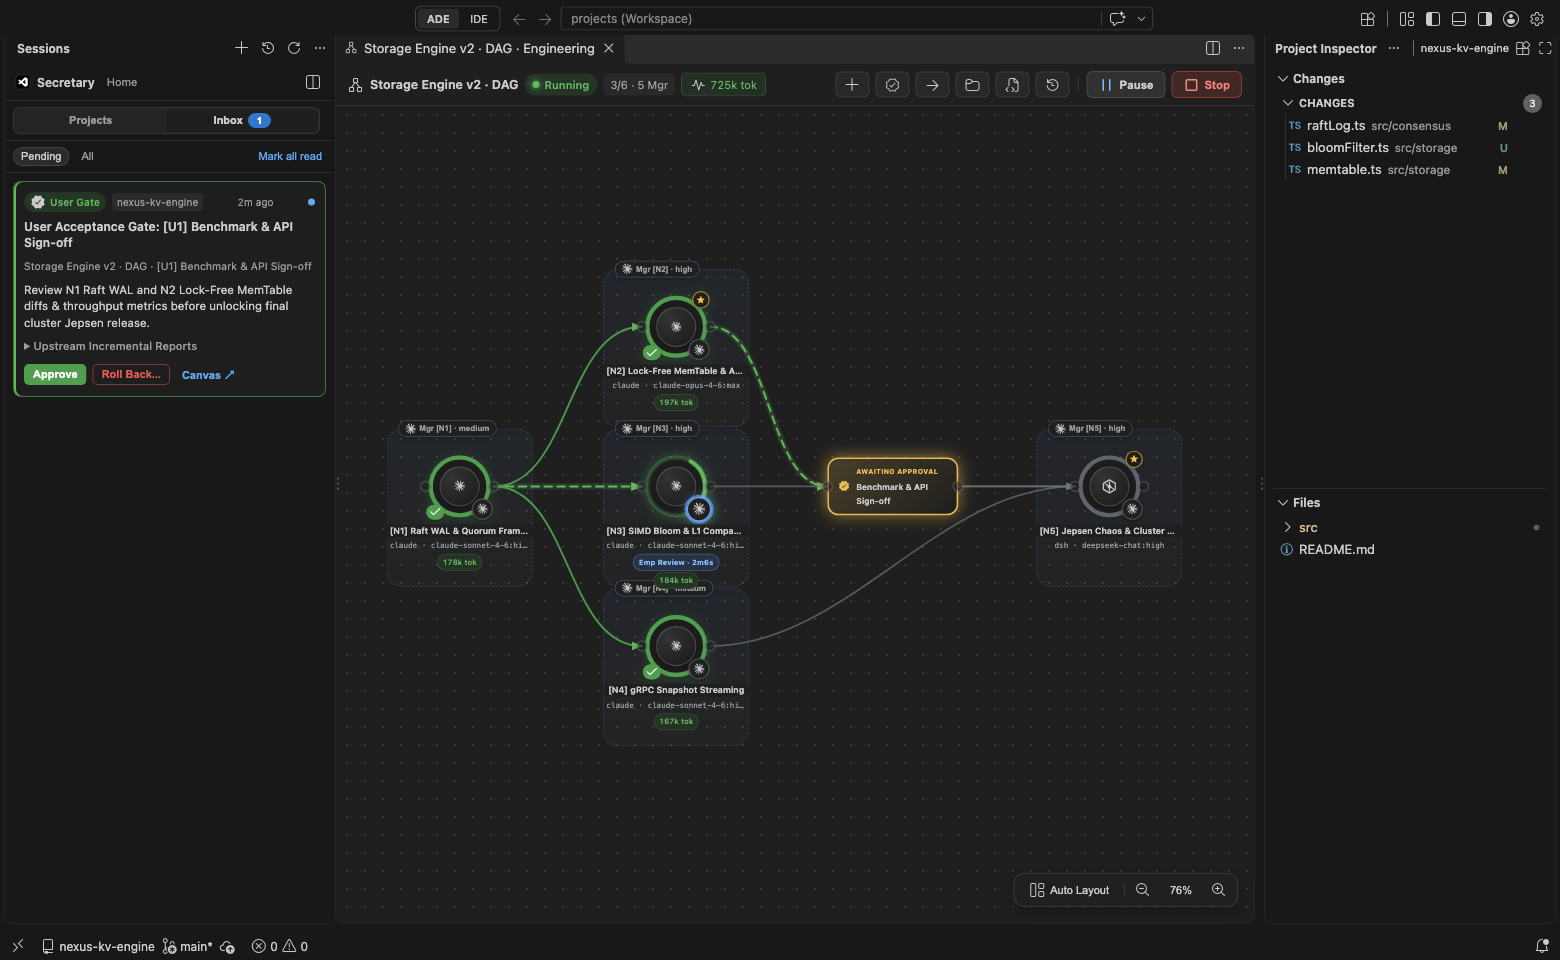 ADE
IDE
projects (Workspace)
Sessions
Secretary
Home
Projects
Inbox
1
Pending
All
Mark all read
User Gate
nexus-kv-engine
2m ago
User Acceptance Gate: [U1] Benchmark & API
Sign-off
Storage Engine v2 · DAG · [U1] Benchmark & API Sign-off
Review N1 Raft WAL and N2 Lock-Free MemTable
diffs & throughput metrics before unlocking final
cluster Jepsen release.
Upstream Incremental Reports
Approve
Roll Back...
Canvas ↗
Storage Engine v2 · DAG · Engineering
Storage Engine v2 · DAG
Running
3/6 · 5 Mgr
725k tok
Pause
Stop
Mgr [N2] · high
[N2] Lock-Free MemTable & A...
claude · claude-opus-4-6:max
197k tok
Mgr [N1] · medium
[N1] Raft WAL & Quorum Fram...
claude · claude-sonnet-4-6:hi...
178k tok
Mgr [N3] · high
[N3] SIMD Bloom & L1 Compa...
claude · claude-sonnet-4-6:hi...
Emp Review · 2m6s
184k tok
AWAITING APPROVAL
Benchmark & API
Sign-off
Mgr [N5] · high
[N5] Jepsen Chaos & Cluster ...
dsh · deepseek-chat:high
Mgr [N4] · medium
[N4] gRPC Snapshot Streaming
claude · claude-sonnet-4-6:hi...
167k tok
Auto Layout
76%
Project Inspector
nexus-kv-engine
Changes
CHANGES
3
TS raftLog.ts src/consensus M
TS bloomFilter.ts src/storage U
TS memtable.ts src/storage M
Files
src
README.md
nexus-kv-engine
main*
0
0